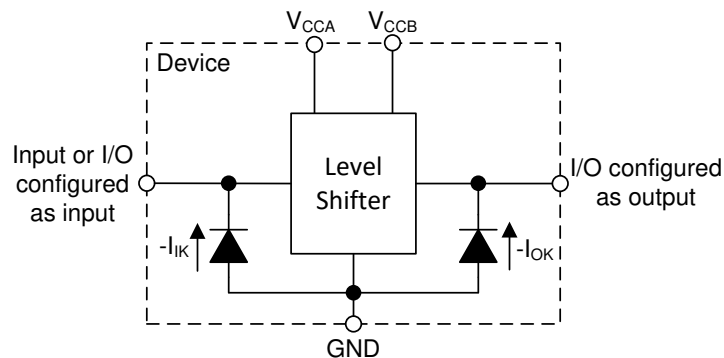 V_CCA V_CCB
Device
Input or I/O
configured
as input
Level
Shifter
I/O configured
as output
-I_IK
-I_OK
GND